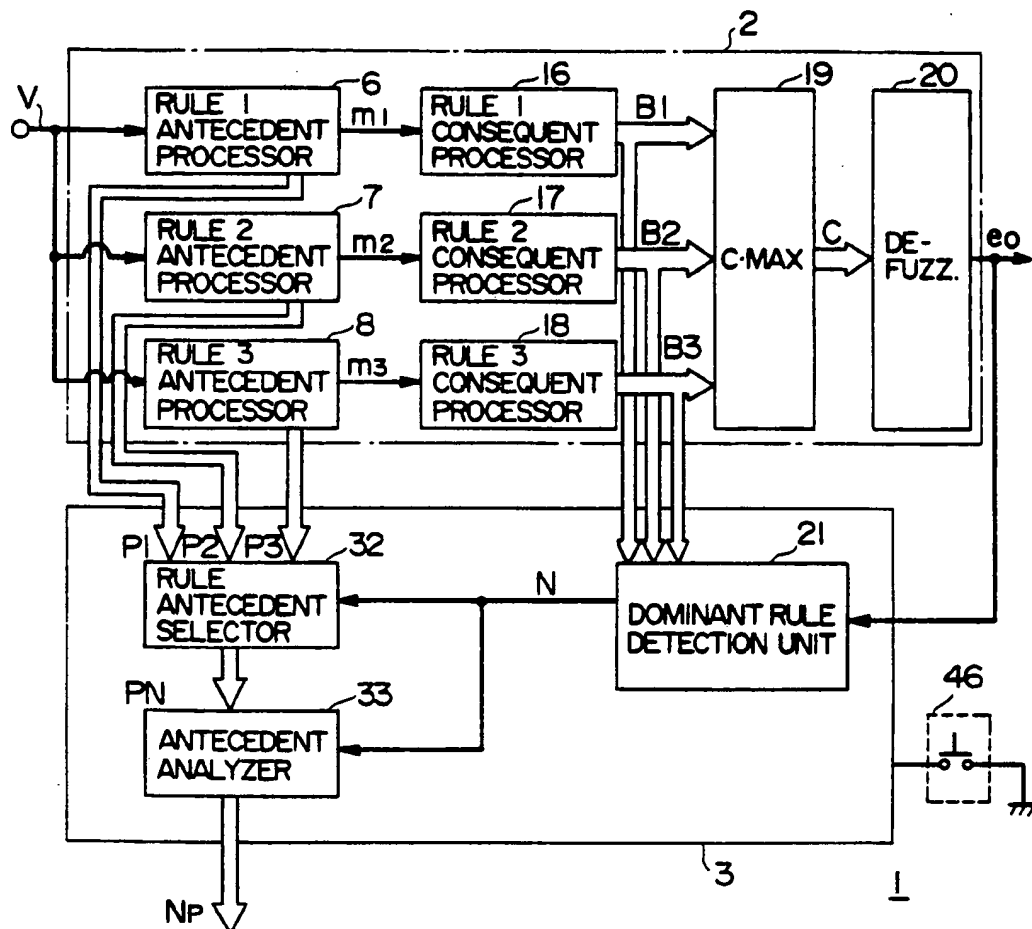 2
6
16
19
20
V
RULE 1
ANTECEDENT
PROCESSOR
m1
RULE 1
CONSEQUENT
PROCESSOR
B1
7
17
RULE 2
ANTECEDENT
PROCESSOR
m2
RULE 2
CONSEQUENT
PROCESSOR
B2
C·MAX
C
DE-
FUZZ.
eo
8
18
RULE 3
ANTECEDENT
PROCESSOR
m3
RULE 3
CONSEQUENT
PROCESSOR
B3
P1
P2
P3
32
21
RULE
ANTECEDENT
SELECTOR
N
DOMINANT RULE
DETECTION UNIT
PN
33
46
ANTECEDENT
ANALYZER
3
1
NP